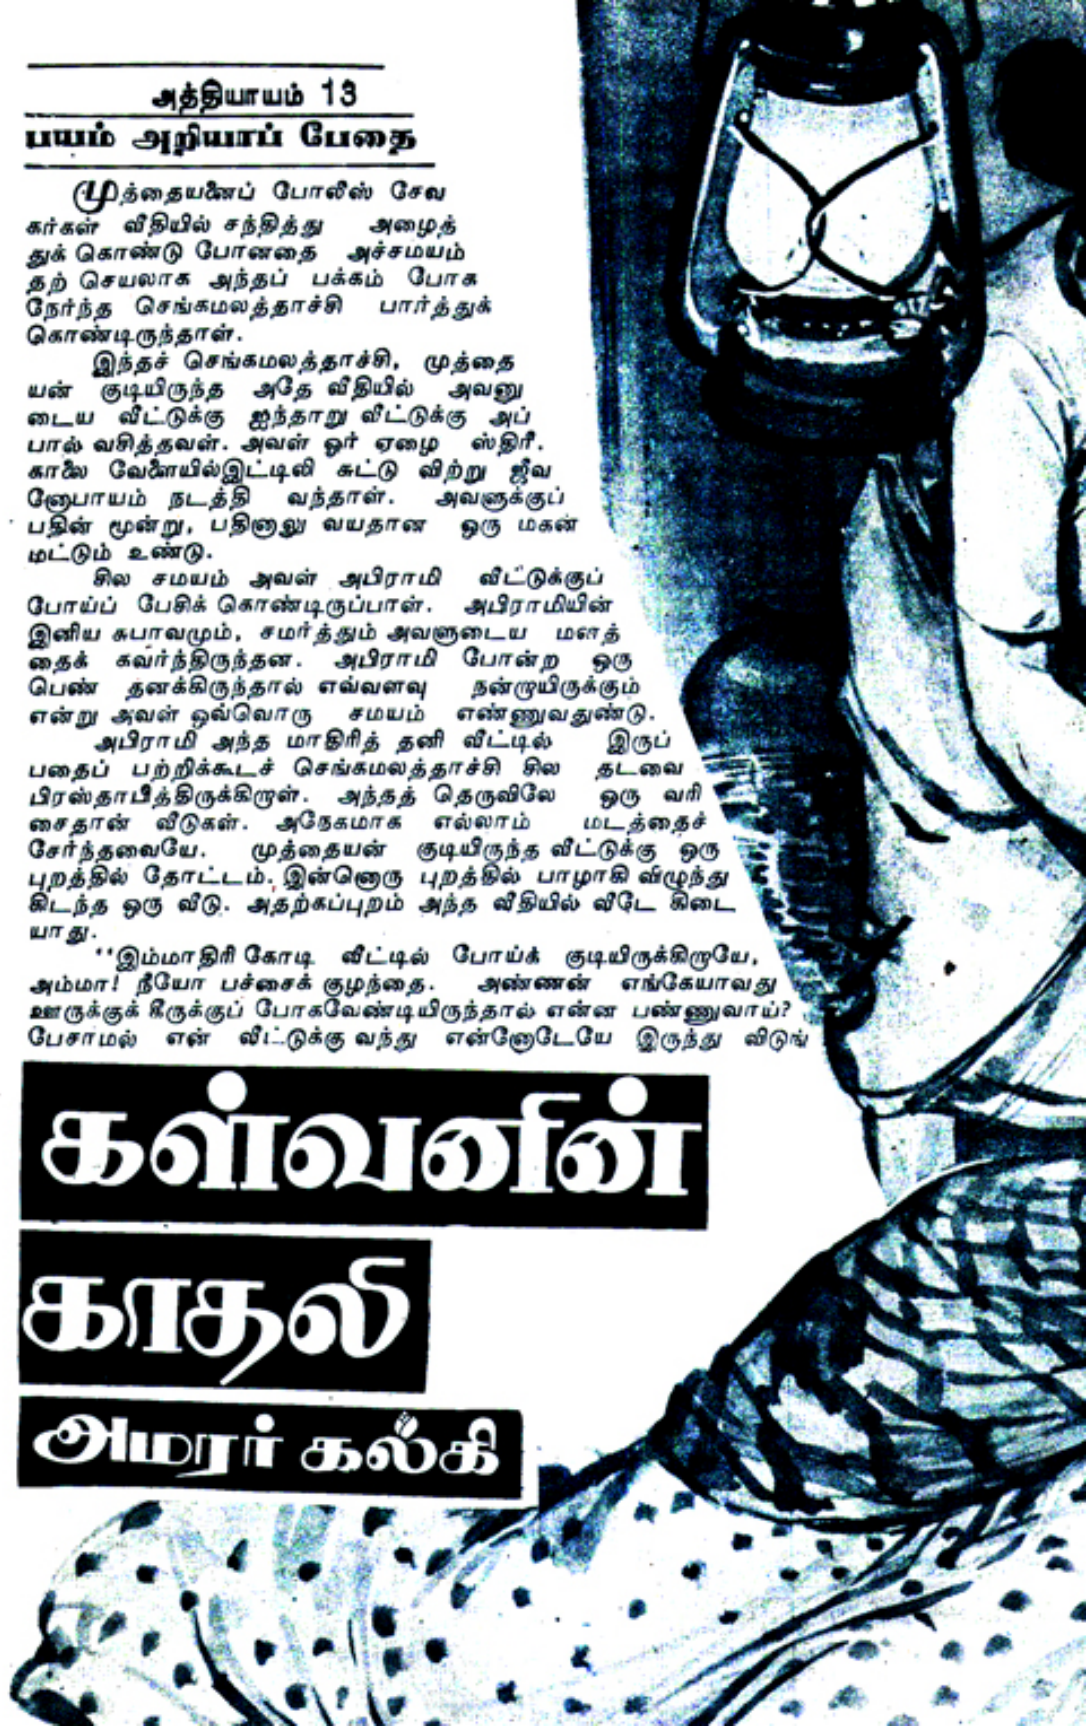 அத்தியாயம் 13
பயம் அறியாப் பேதை
முத்தையனைப் போலீஸ் சேவ
கர்கள் வீதியில் சந்தித்து அழைத்
துக் கொண்டு போனதை அச்சமயம்
தற் செயலாக அந்தப் பக்கம் போக
நேர்ந்த செங்கமலத்தாச்சி பார்த்துக்
கொண்டிருந்தாள்.
இந்தச் செங்கமலத்தாச்சி, முத்தை
யன் குடியிருந்த அதே வீதியில் அவனு
டைய வீட்டுக்கு ஐந்தாறு வீட்டுக்கு அப்
பால் வசித்தவள். அவள் ஓர் ஏழை ஸ்திரீ.
காலை வேளையில்இட்டிலி சுட்டு விற்று ஜீவ
னோபாயம் நடத்தி வந்தாள். அவளுக்குப்
பதின் மூன்று, பதினாலு வயதான ஒரு மகன்
மட்டும் உண்டு.
சில சமயம் அவள் அபிராமி வீட்டுக்குப்
போய்ப் பேசிக் கொண்டிருப்பாள். அபிராமியின்
இனிய சுபாவமும், சமர்த்தும் அவளுடைய மனத்
தைக் கவர்ந்திருந்தன. அபிராமி போன்ற ஒரு
பெண் தனக்கிருந்தால் எவ்வளவு நன்றாயிருக்கும்
என்று அவள் ஒவ்வொரு சமயம் எண்ணுவதுண்டு.
அபிராமி அந்த மாதிரித் தனி வீட்டில் இருப்
பதைப் பற்றிக்கூடச் செங்கமலத்தாச்சி சில தடவை
பிரஸ்தாபித்திருக்கிறாள். அந்தத் தெருவிலே ஒரு வரி
சைதான் வீடுகள். அநேகமாக எல்லாம் மடத்தைச்
சேர்ந்தவையே. முத்தையன் குடியிருந்த வீட்டுக்கு ஒரு
புறத்தில் தோட்டம். இன்னொரு புறத்தில் பாழாகி விழுந்து
கிடந்த ஒரு வீடு. அதற்கப்புறம் அந்த வீதியில் வீடே கிடை
யாது.
"இம்மாதிரி கோடி வீட்டில் போய்க் குடியிருக்கிறாயே,
அம்மா! நீயோ பச்சைக் குழந்தை. அண்ணன் எங்கேயாவது
ஊருக்குக் கீருக்குப் போகவேண்டியிருந்தால் என்ன பண்ணுவாய்?
பேசாமல் என் வீட்டுக்கு வந்து என்னோடேயே இருந்து விடுங்
கள்வனின்
காதலி
அமரர் கல்கி